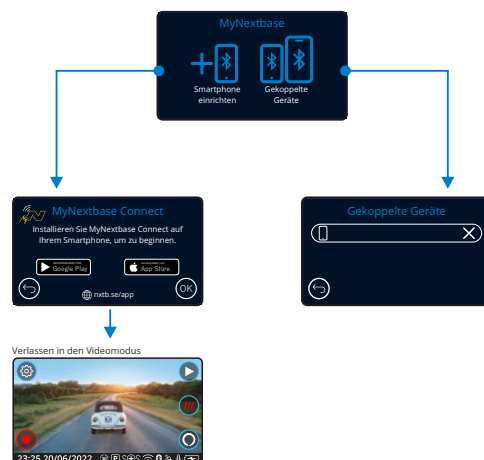 MyNextbase
Smartphone
einrichten
Gekoppelte
Geräte
MyNextbase Connect
Installieren Sie MyNextbase Connect auf
Ihrem Smartphone, um zu beginnen.
Google Play
App Store
nxtb.se/app
OK
Gekoppelte Geräte
Verlassen in den Videomodus
23:25 20/06/2022